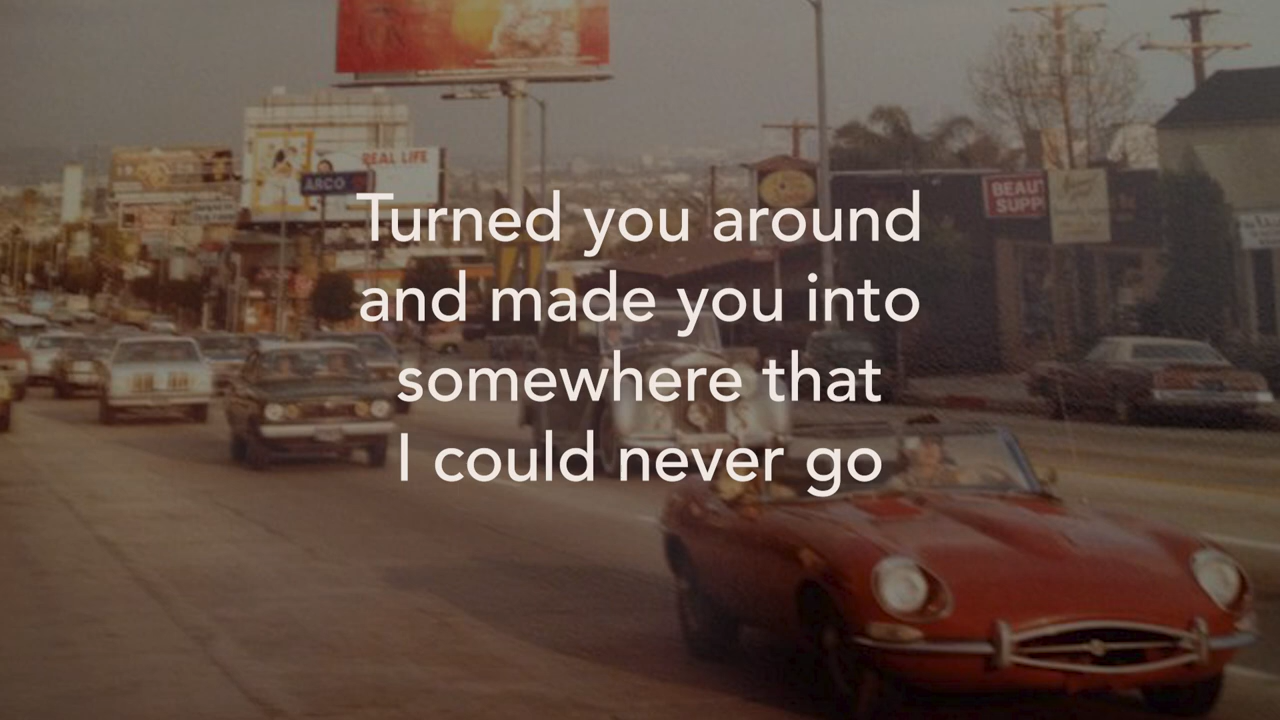 REAL LIFE
ARCO
BEAUT
SUPP
Turned you around
and made you into
somewhere that
I could never go